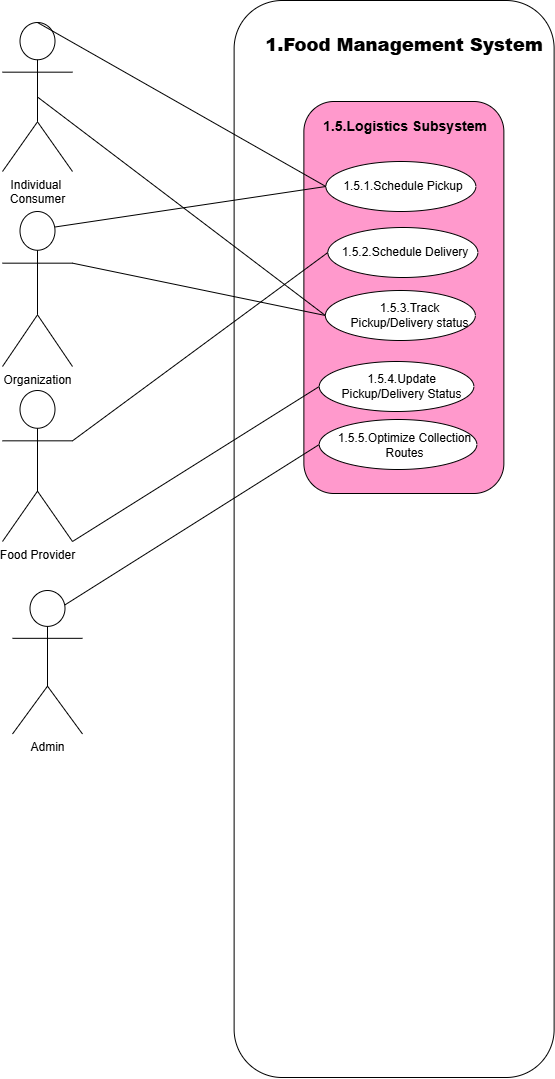 1.Food Management System
1.5.Logistics Subsystem
1.5.1.Schedule Pickup
Individual
Consumer
1.5.2.Schedule Delivery
1.5.3.Track
Pickup/Delivery status
Organization
1.5.4.Update
Pickup/Delivery Status
1.5.5.Optimize Collection
Routes
Food Provider
Admin